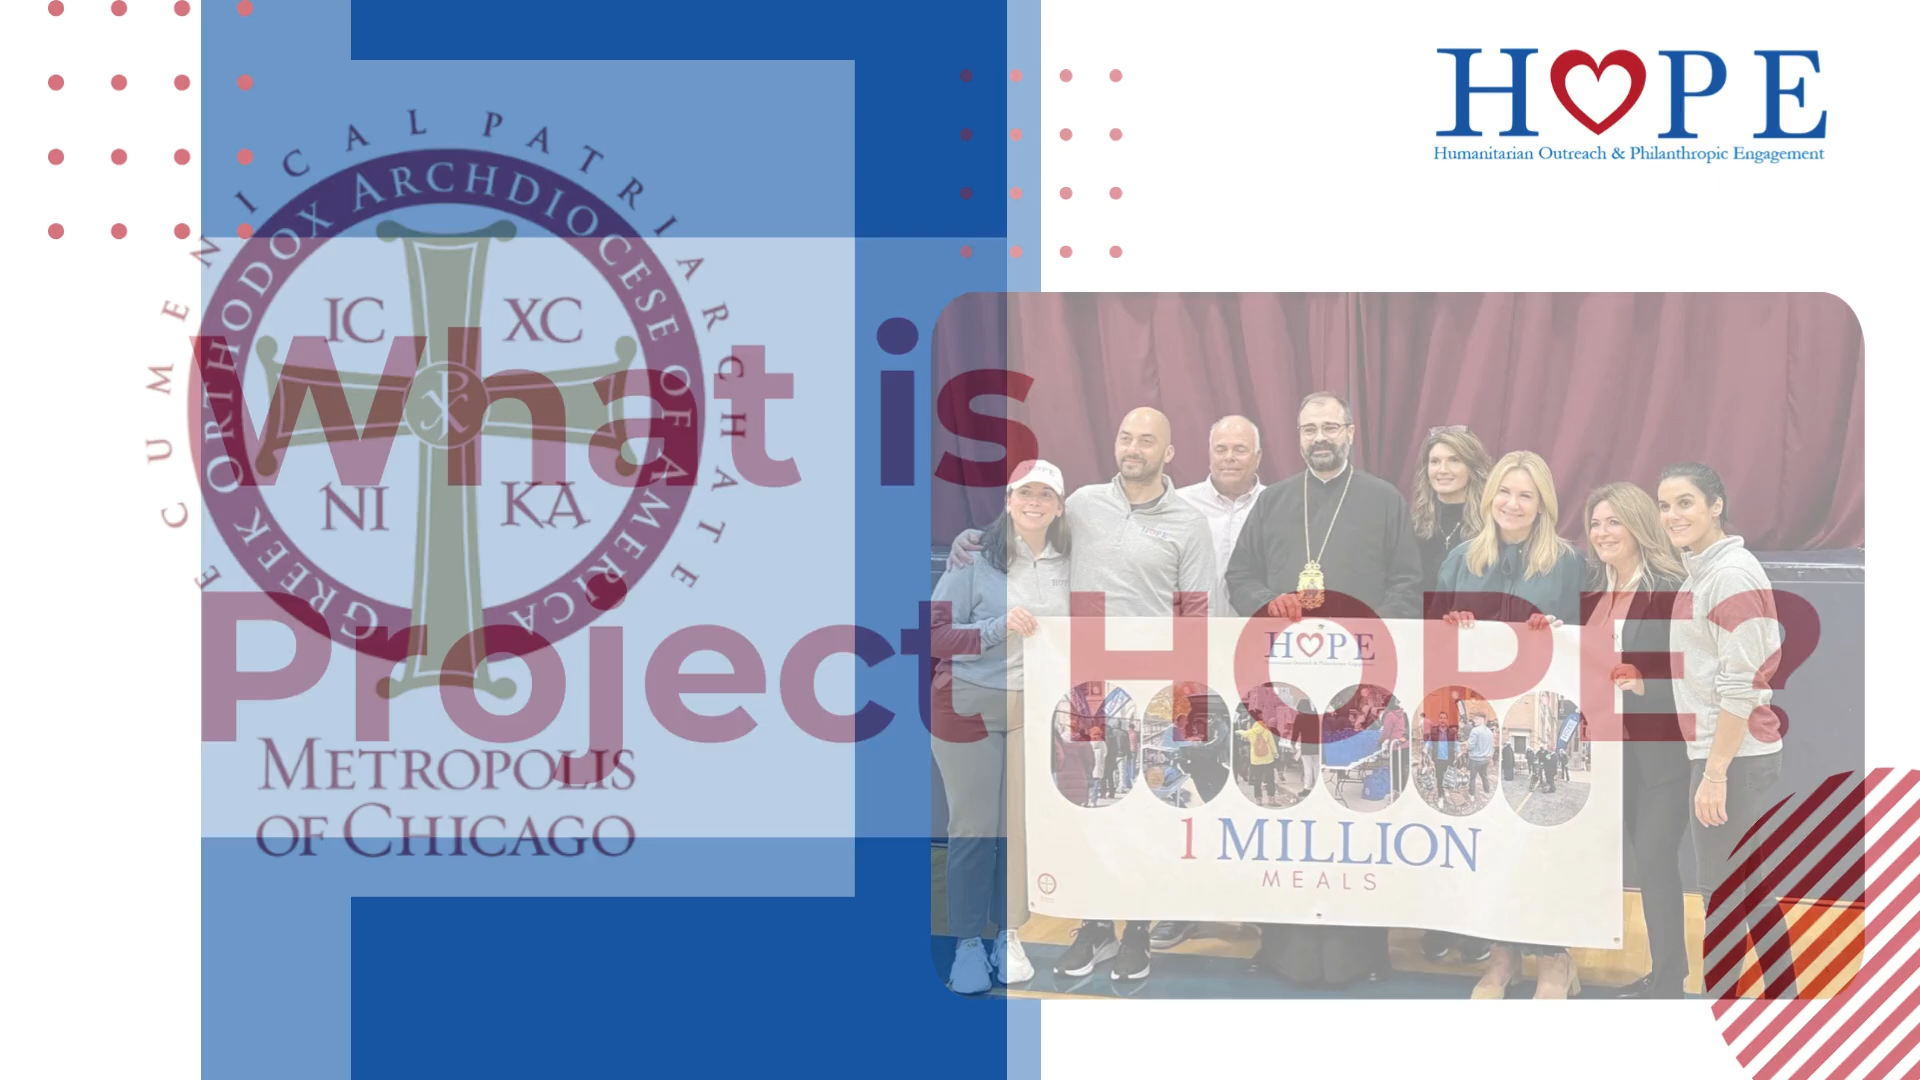 HOPE
Humanitarian Outreach & Philanthropic Engagement
ECUMENICAL PATRIARCHATE
GREEK ORTHODOX ARCHDIOCESE OF AMERICA
IC XC
NI KA
What is
Project HOPE?
METROPOLIS
OF CHICAGO
HOPE
1 MILLION
MEALS